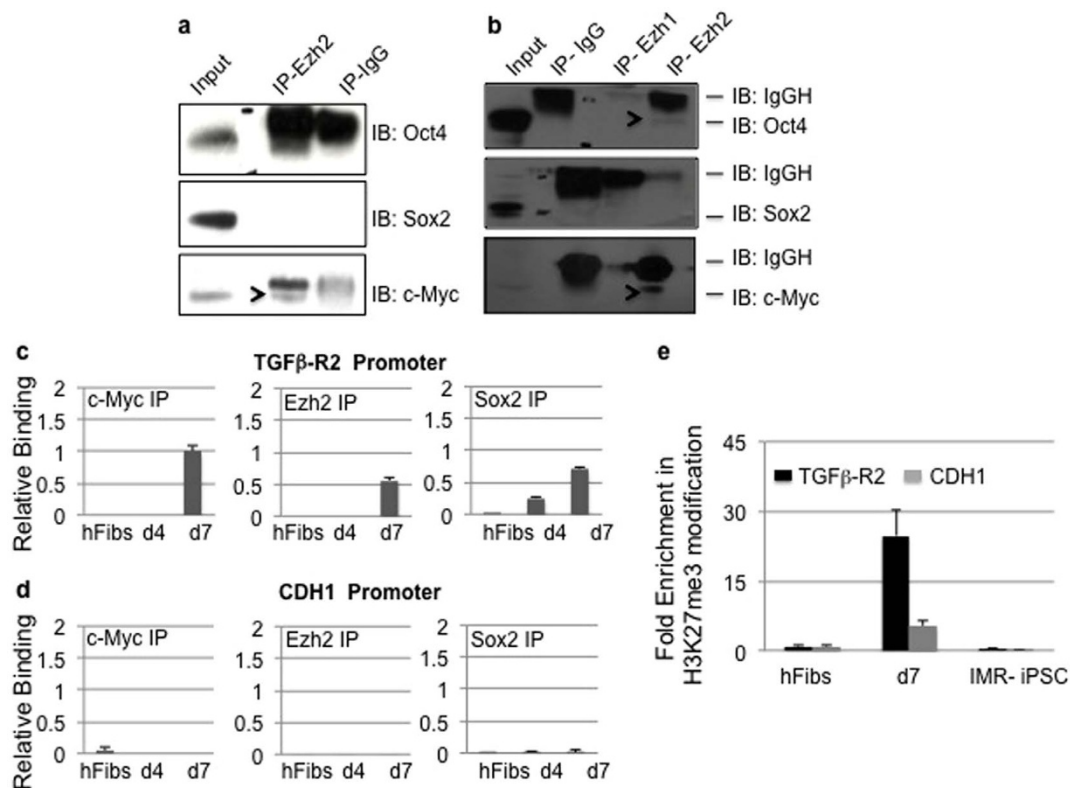 a
Input
IP-Ezh2
IP-IgG
IB: Oct4
IB: Sox2
IB: c-Myc
b
Input
IP- IgG
IP- Ezh1
IP- Ezh2
IB: IgGH
IB: Oct4
IB: IgGH
IB: Sox2
IB: IgGH
IB: c-Myc
c
TGFβ-R2 Promoter
Relative Binding
c-Myc IP
2
1.5
1
0.5
0
hFibs d4 d7
Ezh2 IP
2
1.5
1
0.5
0
hFibs d4 d7
Sox2 IP
2
1.5
1
0.5
0
hFibs d4 d7
d
CDH1 Promoter
Relative Binding
c-Myc IP
2
1.5
1
0.5
0
hFibs d4 d7
Ezh2 IP
2
1.5
1
0.5
0
hFibs d4 d7
Sox2 IP
2
1.5
1
0.5
0
hFibs d4 d7
e
Fold Enrichment in
H3K27me3 modification
45
30
15
0
TGFβ-R2 CDH1
hFibs d7 IMR- iPSC